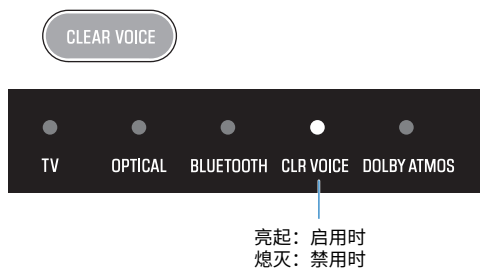 CLEAR VOICE
TV OPTICAL BLUETOOTH CLR VOICE DOLBY ATMOS
亮起：启用时
熄灭：禁用时